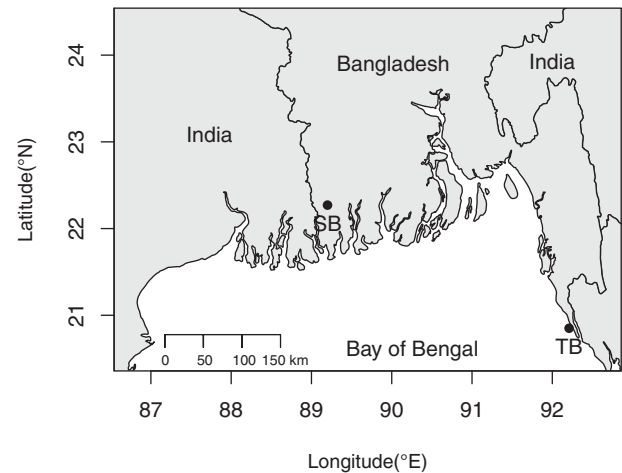 24
Bangladesh
India
23
India
Latitude(°N)
22
SB
21
0 50 100 150 km
Bay of Bengal
TB
87 88 89 90 91 92
Longitude(°E)